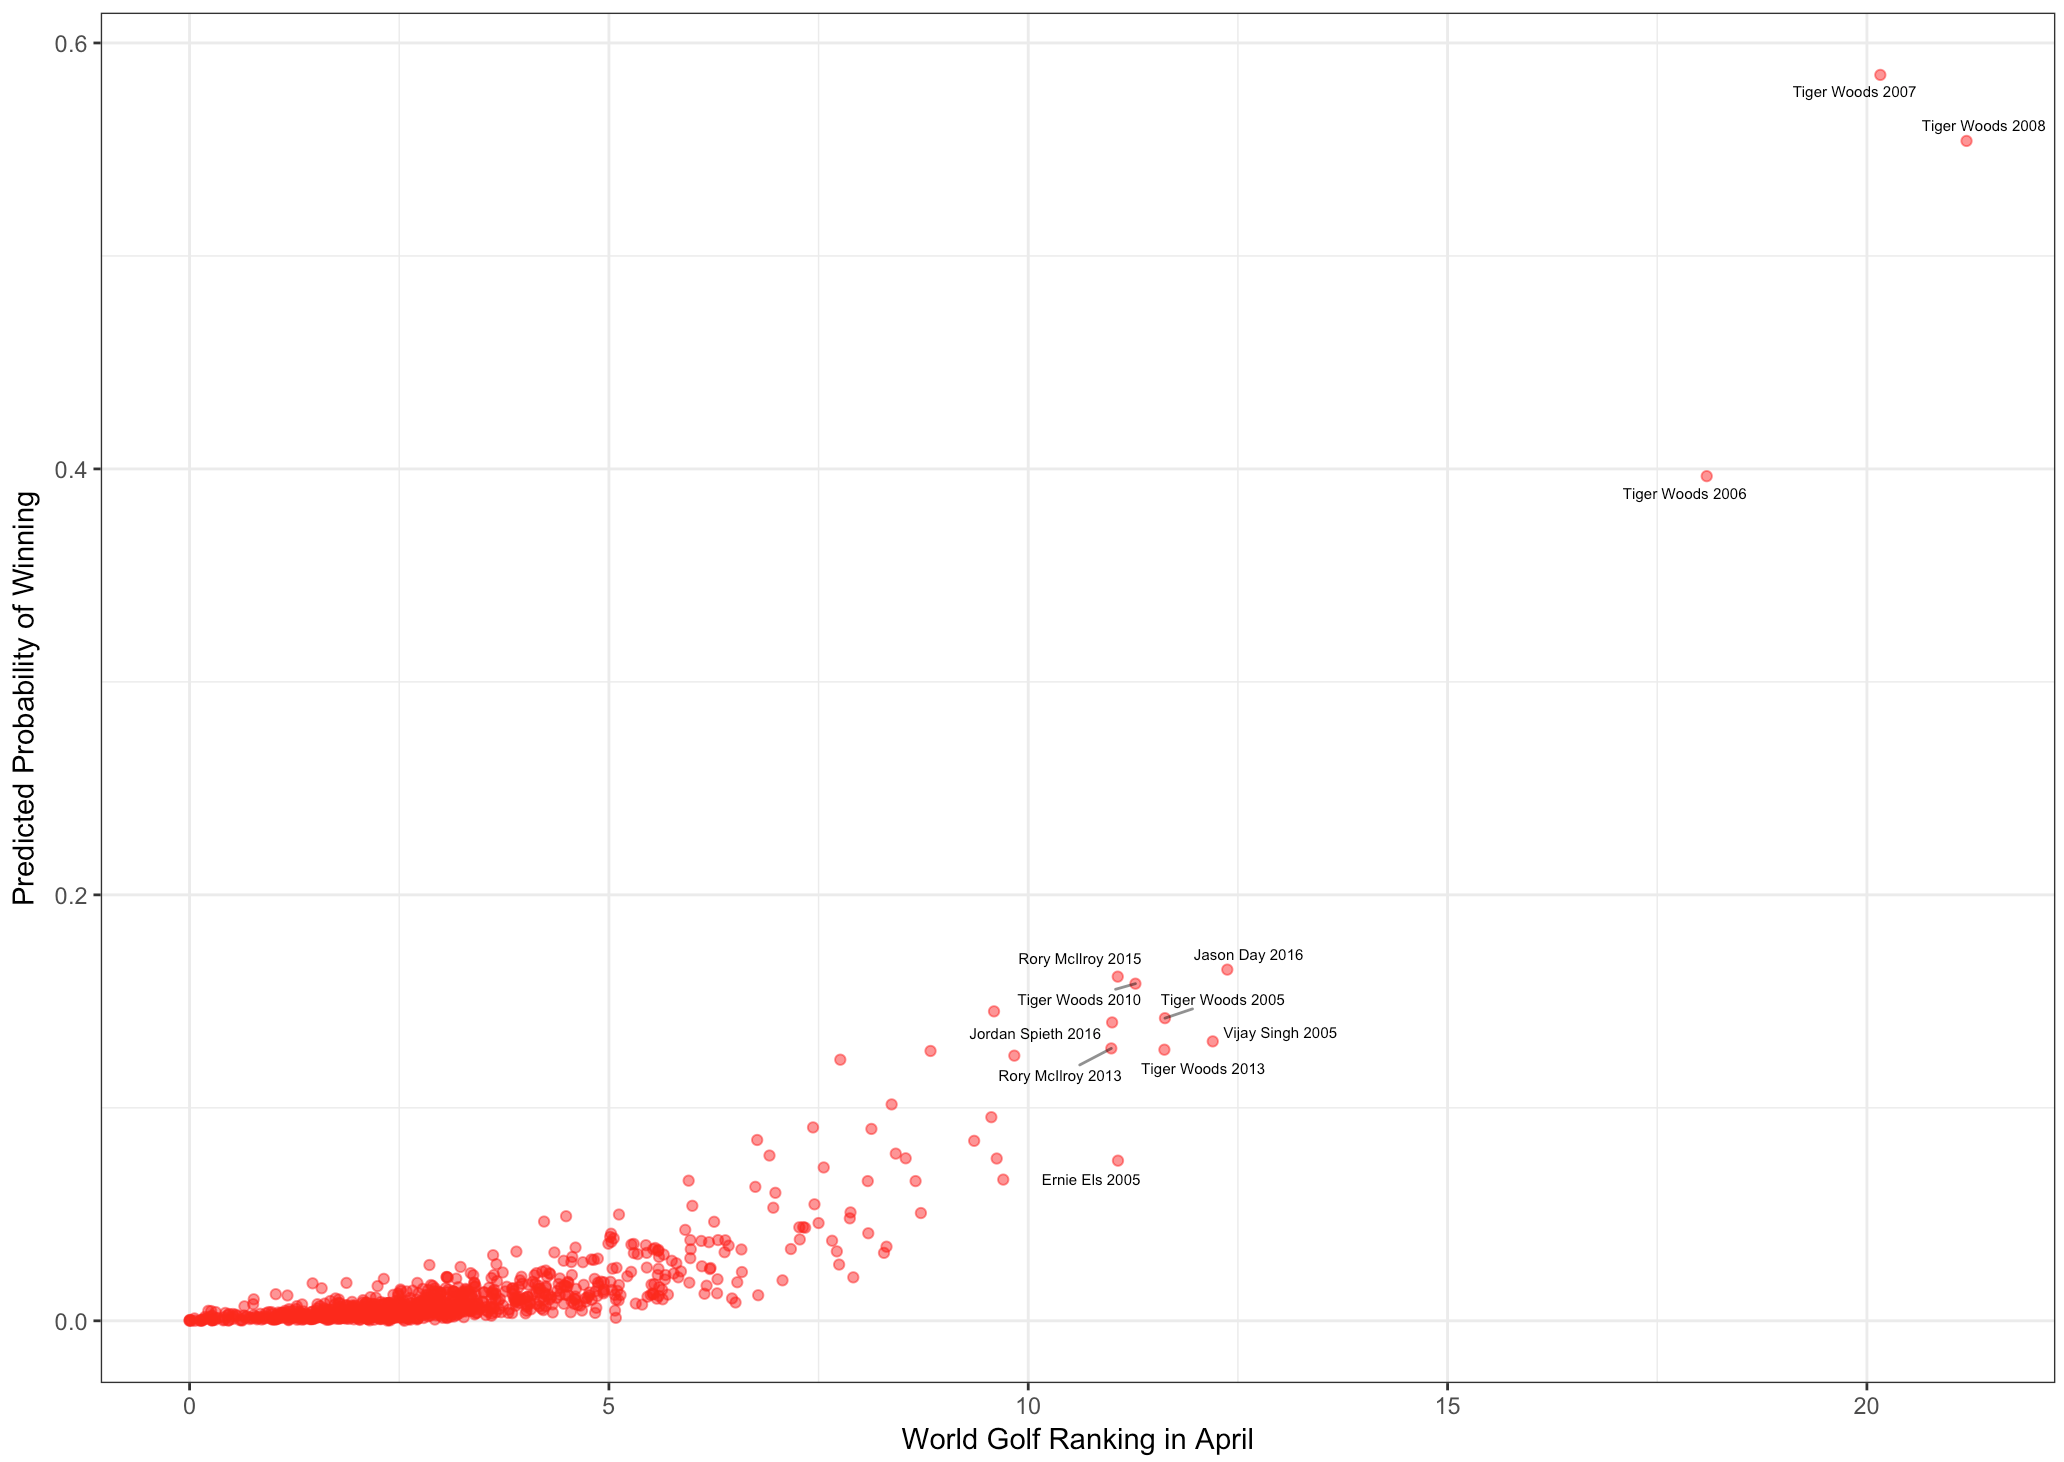 0.6
Tiger Woods 2007
Tiger Woods 2008
0.4
Tiger Woods 2006
Predicted Probability of Winning
0.2
Rory McIlroy 2015
Jason Day 2016
Tiger Woods 2010
Tiger Woods 2005
Jordan Spieth 2016
Vijay Singh 2005
Rory McIlroy 2013
Tiger Woods 2013
Ernie Els 2005
0.0
0
5
10
15
20
World Golf Ranking in April